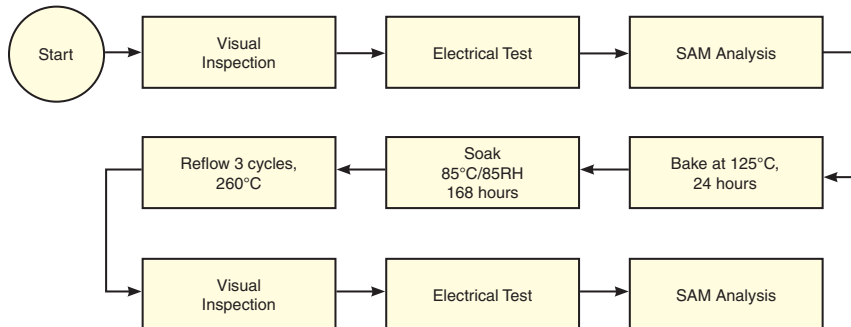 Start
Visual
Inspection
Electrical Test
SAM Analysis
Bake at 125°C,
24 hours
Soak
85°C/85RH
168 hours
Reflow 3 cycles,
260°C
Visual
Inspection
Electrical Test
SAM Analysis